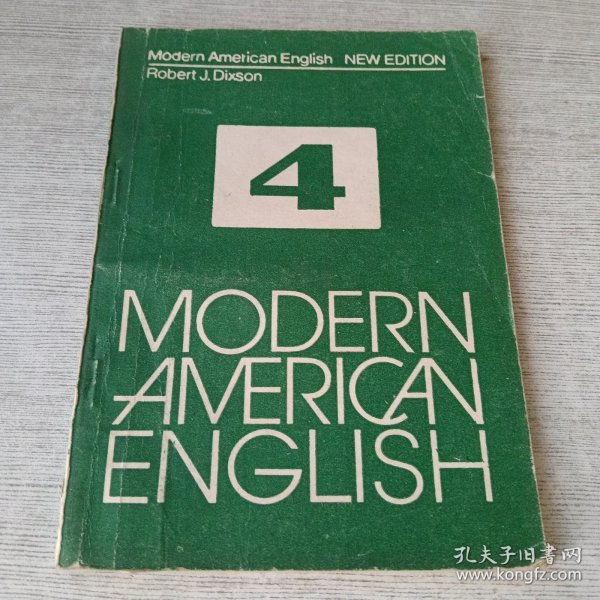 Modern American English NEW EDITION
Robert J. Dixson
4
MODERN
AMERICAN
ENGLISH
孔夫子旧书网
www.kongfz.com